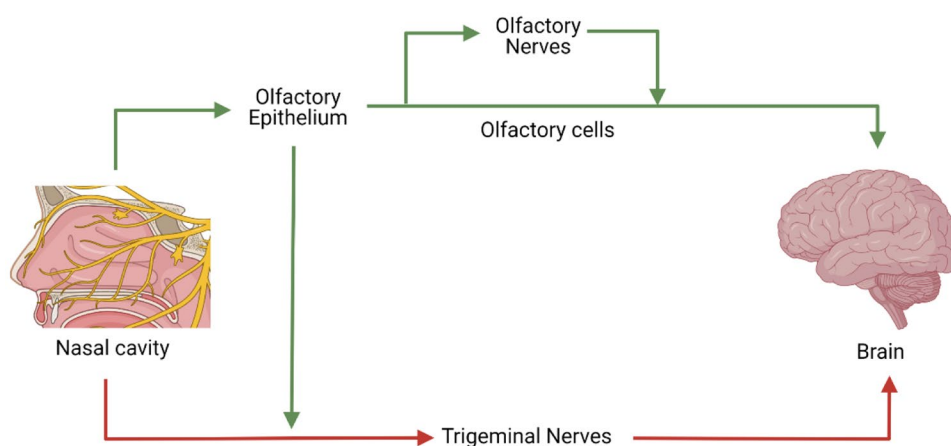 Olfactory
Nerves
Olfactory
Epithelium
Olfactory cells
Nasal cavity
Brain
Trigeminal Nerves